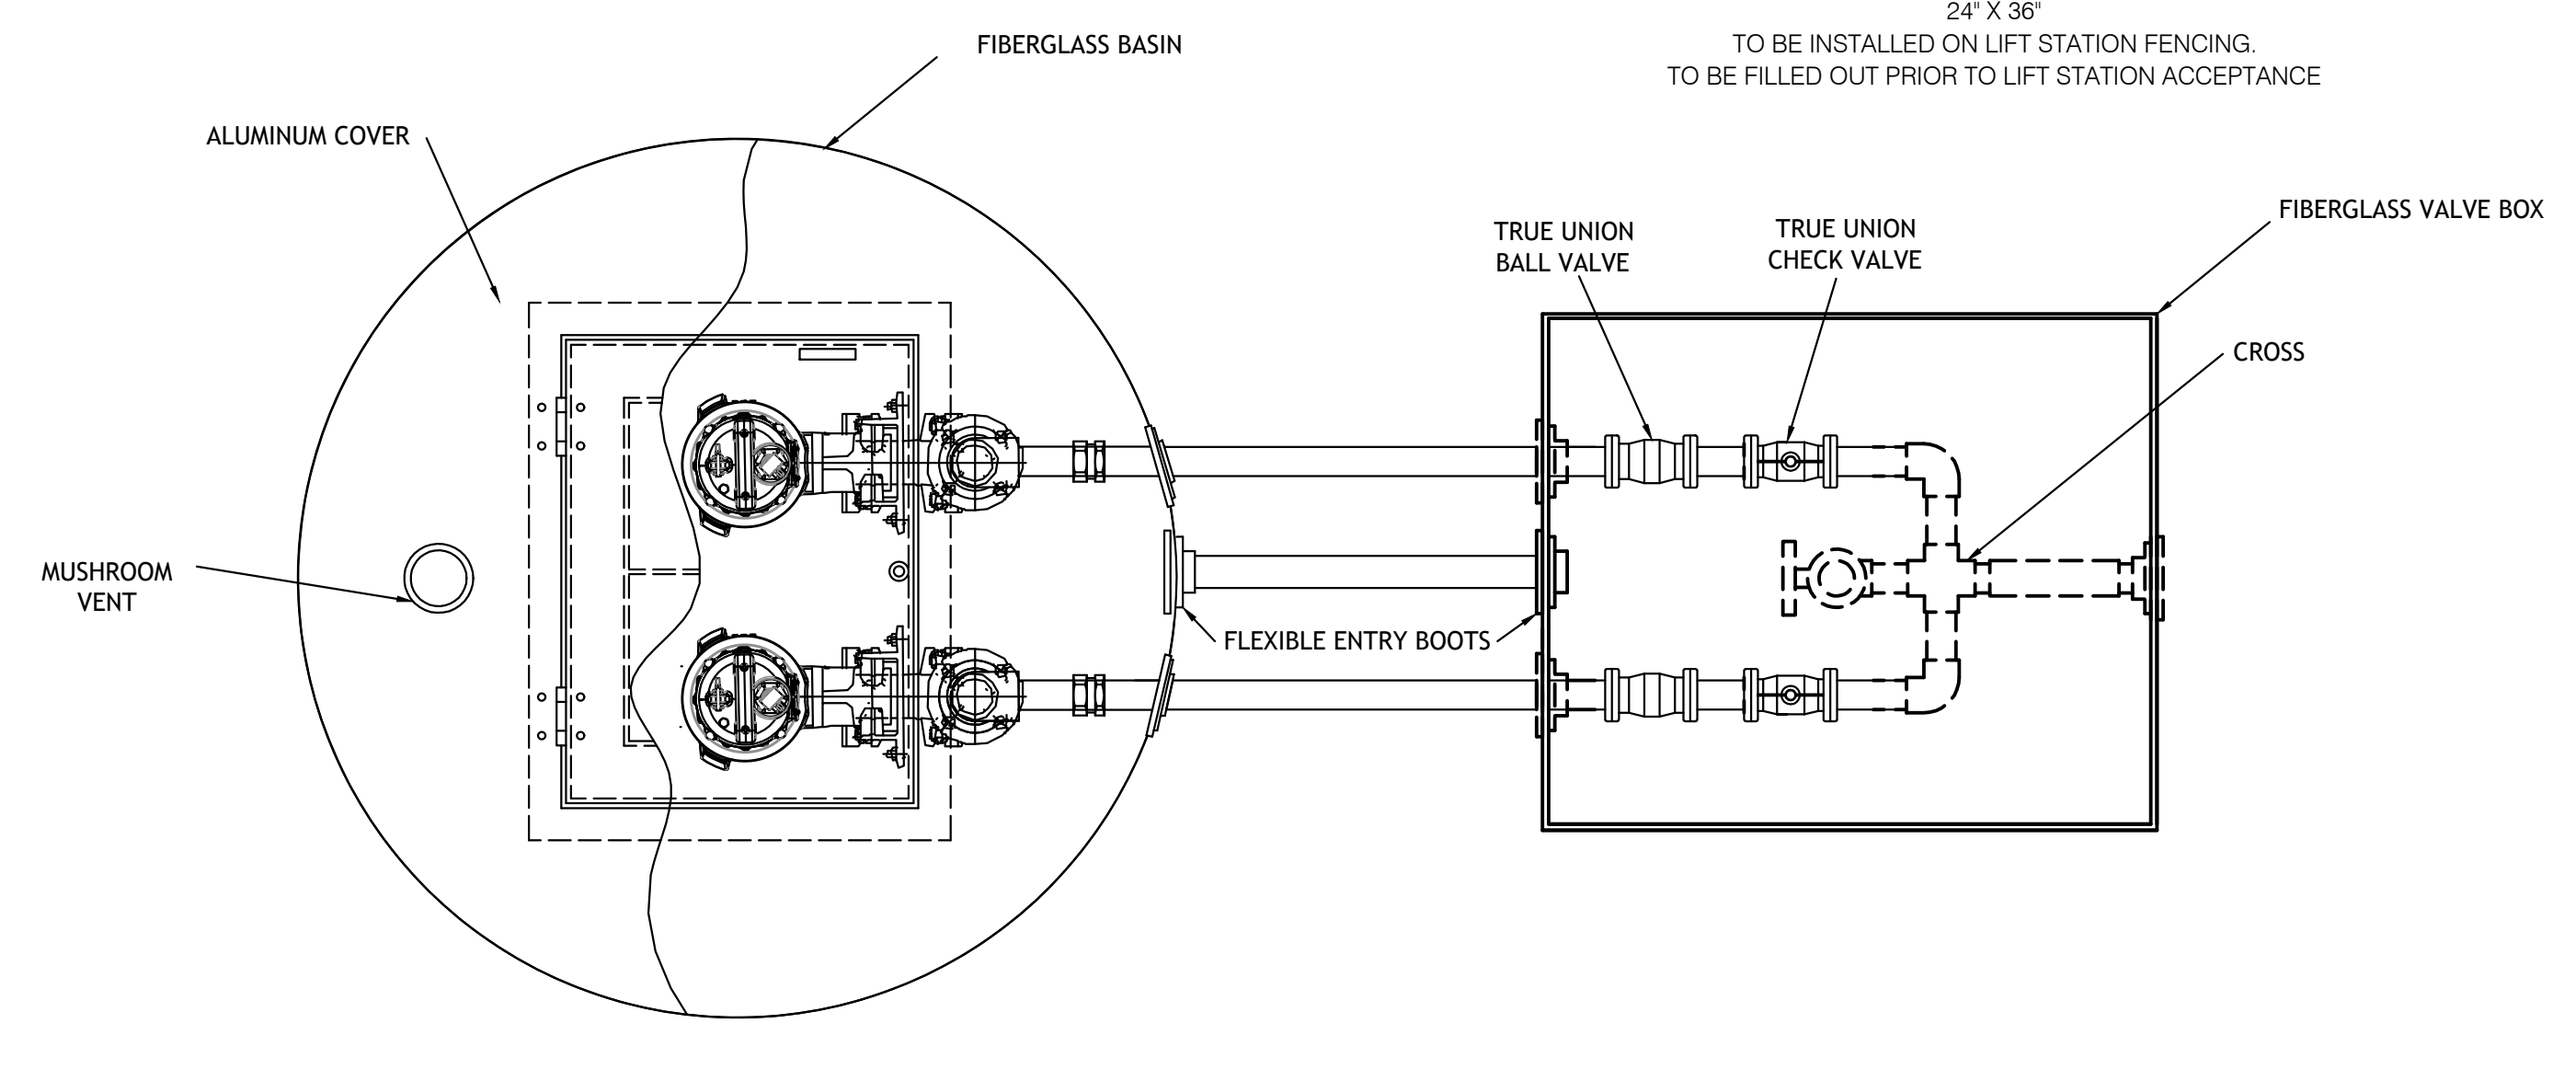 24" X 36"
TO BE INSTALLED ON LIFT STATION FENCING.
TO BE FILLED OUT PRIOR TO LIFT STATION ACCEPTANCE
FIBERGLASS BASIN
ALUMINUM COVER
FIBERGLASS VALVE BOX
TRUE UNION
BALL VALVE
TRUE UNION
CHECK VALVE
CROSS
MUSHROOM
VENT
FLEXIBLE ENTRY BOOTS